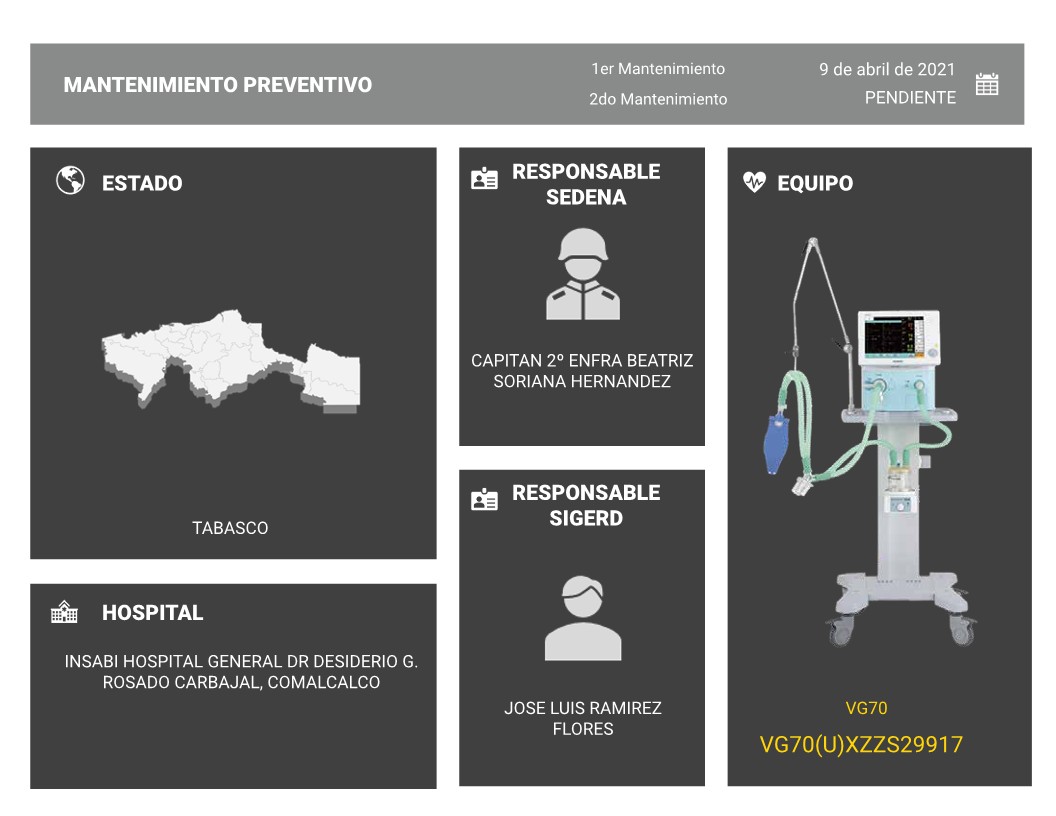 MANTENIMIENTO PREVENTIVO
1er Mantenimiento
9 de abril de 2021
2do Mantenimiento
PENDIENTE
ESTADO
TABASCO
HOSPITAL
INSABI HOSPITAL GENERAL DR DESIDERIO G.
ROSADO CARBAJAL, COMALCALCO
RESPONSABLE
SEDENA
CAPITAN 2º ENFRA BEATRIZ
SORIANA HERNANDEZ
RESPONSABLE
SIGERD
JOSE LUIS RAMIREZ
FLORES
EQUIPO
VG70
VG70(U)XZZS29917